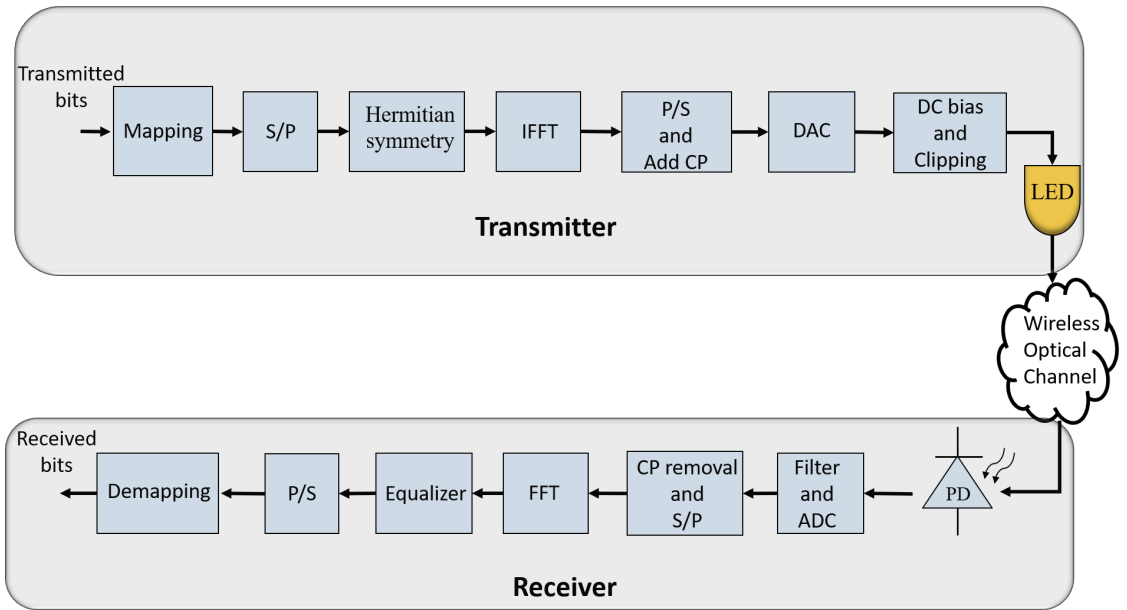 Transmitted
bits
Mapping
S/P
Hermitian
symmetry
IFFT
P/S
and
Add CP
DAC
DC bias
and
Clipping
LED
Transmitter
Wireless
Optical
Channel
Received
bits
Demapping
P/S
Equalizer
FFT
CP removal
and
S/P
Filter
and
ADC
PD
Receiver